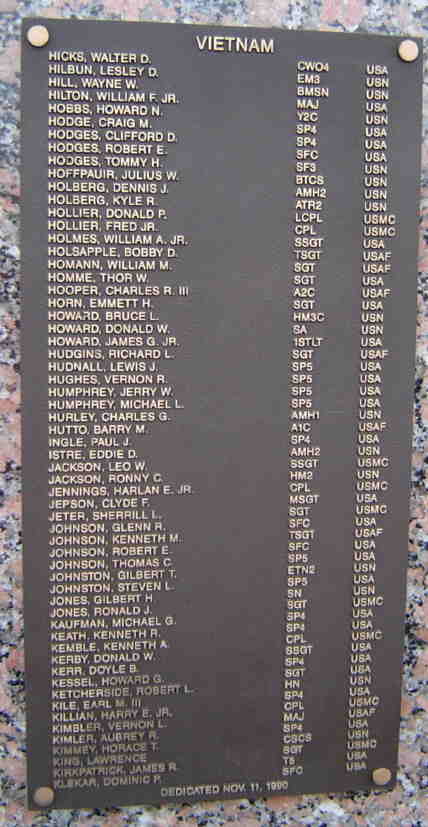 VIETNAM
HICKS, WALTER D. CWO4 USA
HILBUN, LESLEY D. EM3 USN
HILL, WAYNE W. BMSN USN
HILTON, WILLIAM F. JR. MAJ USA
HOBBS, HOWARD N. Y2C USN
HODGE, CRAIG M. SP4 USA
HODGES, CLIFFORD D. SP4 USA
HODGES, ROBERT E. SFC USA
HODGES, TOMMY H. SF3 USN
HOFFPAUIR, JULIUS W. BTCS USN
HOLBERG, DENNIS J. AMH2 USN
HOLBERG, KYLE R. ATR2 USN
HOLLIER, DONALD P. LCPL USMC
HOLLIER, FRED JR. CPL USMC
HOLMES, WILLIAM A. JR. SSGT USA
HOLSAPPLE, BOBBY D. TSGT USAF
HOMANN, WILLIAM M. SGT USAF
HOMME, THOR W. SGT USA
HOOPER, CHARLES R. III A2C USAF
HORN, EMMETT H. SGT USA
HOWARD, BRUCE L. HM3C USN
HOWARD, DONALD W. SA USN
HOWARD, JAMES G. JR. 1STLT USA
HUDGINS, RICHARD L. SGT USAF
HUDNALL, LEWIS J. SP5 USA
HUGHES, VERNON R. SP5 USA
HUMPHREY, JERRY W. SP5 USA
HUMPHREY, MICHAEL L. SP5 USA
HURLEY, CHARLES G. AMH1 USN
HUTTO, BARRY M. A1C USAF
INGLE, PAUL J. SP4 USA
ISTRE, EDDIE D. AMH2 USN
JACKSON, LEO W. SSGT USMC
JACKSON, RONNY C. HM2 USN
JENNINGS, HARLAN E. JR. CPL USMC
JEPSON, CLYDE F. MSGT USA
JETER, SHERRILL L. SGT USMC
JOHNSON, GLENN R. SFC USA
JOHNSON, KENNETH M. TSGT USAF
JOHNSON, ROBERT E. SFC USA
JOHNSON, THOMAS C. SP5 USA
JOHNSTON, GILBERT T. ETN2 USN
JOHNSTON, STEVEN L. SP5 USA
JONES, GILBERT H. SN USN
JONES, RONALD J. SGT USMC
KAUFMAN, MICHAEL G. SP4 USA
KEATH, KENNETH R. SP4 USA
KEMBLE, KENNETH A. CPL USMC
KERBY, DONALD W. SSGT USA
KERR, DOYLE B. SP4 USA
KESSEL, HOWARD G. SGT USA
KETCHERSIDE, ROBERT L. HN USN
KILE, EARL M. III SP4 USA
KILLIAN, HARRY E. JR. CPL USMC
KIMBLER, VERNON L. MAJ USAF
KIMLER, AUBREY R. SP4 USA
KIMMEY, HORACE T. CSCS USN
KING, LAWRENCE SGT USMC
KIRKPATRICK, JAMES R. T5 USA
KLEKAR, DOMINIC P. SFC USA
DEDICATED NOV. 11, 1990